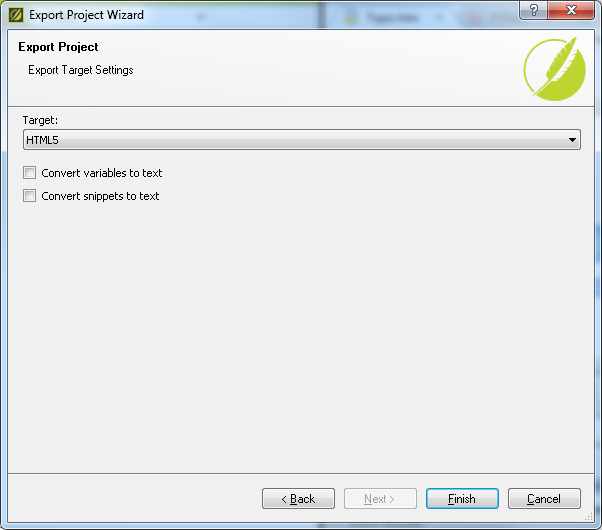 Export Project Wizard
?
Export Project
Export Target Settings
Target:
HTML5
Convert variables to text
Convert snippets to text
< Back
Next >
Finish
Cancel